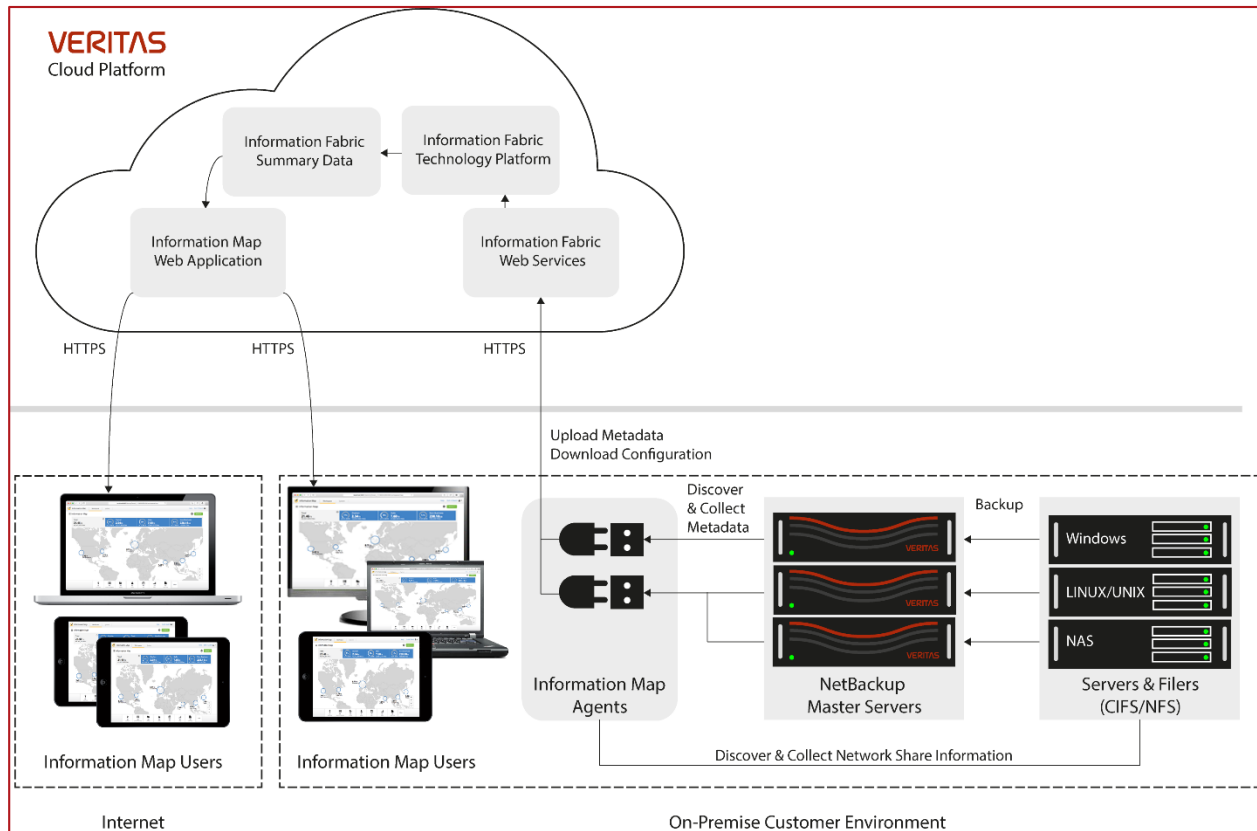 VERITAS
Cloud Platform
Information Fabric
Summary Data
Information Fabric
Technology Platform
Information Map
Web Application
Information Fabric
Web Services
HTTPS
HTTPS
HTTPS
Upload Metadata
Download Configuration
Discover
& Collect
Metadata
Backup
VERITAS
VERITAS
VERITAS
Windows
LINUX/UNIX
NAS
Information Map
Agents
NetBackup
Master Servers
Servers & Filers
(CIFS/NFS)
Discover & Collect Network Share Information
Information Map Users
Information Map Users
Internet
On-Premise Customer Environment